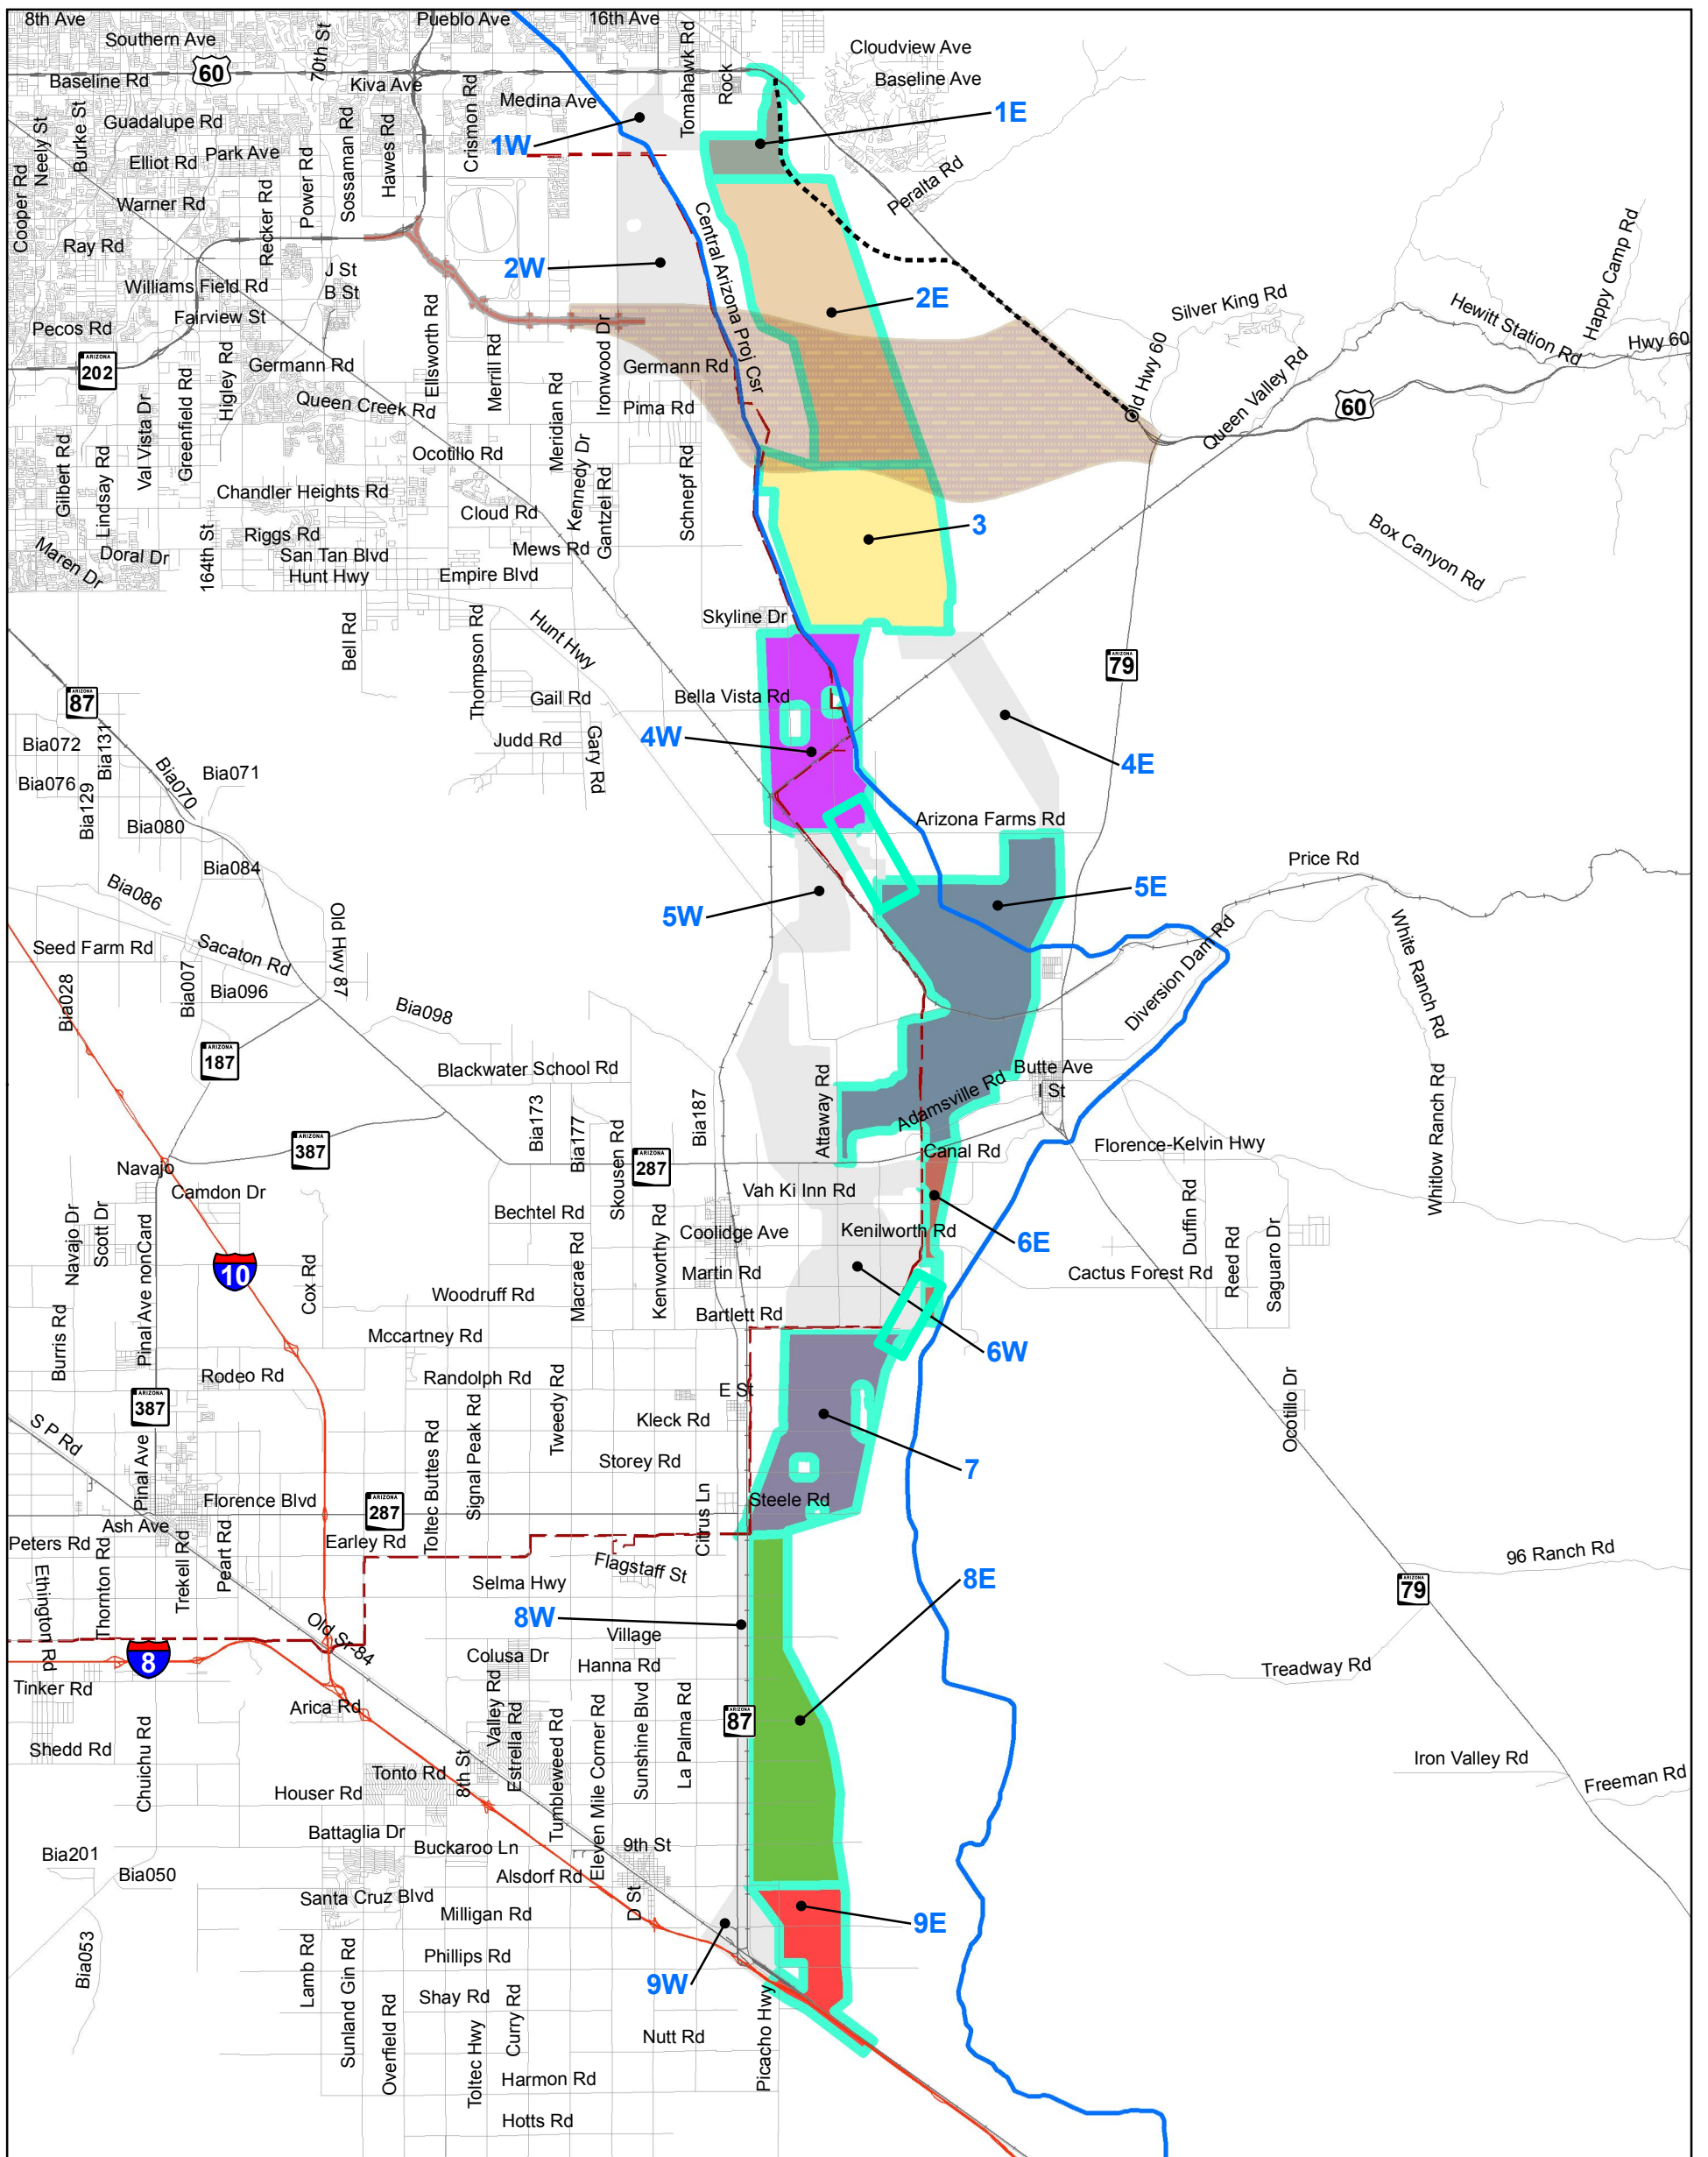 8th Ave
Pueblo Ave
16th Ave
Southern Ave
70th St
Tomahawk Rd
Rock
Cloudview Ave
60
Baseline Rd
Kiva Ave
Baseline Ave
Medina Ave
Crismon Rd
Burke St
Neely St
Guadalupe Rd
Sossaman Rd
Hawes Rd
1W
1E
Cooper Rd
Elliot Rd
Park Ave
Power Rd
Peralta Rd
Recker Rd
Warner Rd
Central Arizona Proj Csr
Happy Camp Rd
Ray Rd
J St
2W
Williams Field Rd
B St
2E
Silver King Rd
Hewitt Station Rd
Fairview St
Pecos Rd
Ellsworth Rd
Merrill Rd
Ironwood Dr
Old Hwy 60
Hwy 60
ARIZONA
202
Germann Rd
Germann Rd
Higley Rd
Greenfield Rd
Val Vista Dr
Queen Creek Rd
Meridian Rd
Pima Rd
Queen Valley Rd
60
Gilbert Rd
Lindsay Rd
Ocotillo Rd
Kennedy Dr
Gantzel Rd
Schnepf Rd
Chandler Heights Rd
Cloud Rd
3
Riggs Rd
Mews Rd
Box Canyon Rd
Maren Dr
Doral Dr
164th St
San Tan Blvd
Hunt Hwy
Empire Blvd
Skyline Dr
Bell Rd
Thompson Rd
Hunt Hwy
ARIZONA
79
ARIZONA
87
Gail Rd
Bella Vista Rd
Bia072
Bia131
Judd Rd
Gary Rd
4W
4E
Bia076
Bia070
Bia071
Bia129
Bia080
Arizona Farms Rd
Bia084
Price Rd
Bia086
5E
5W
Old Hwy 87
White Ranch Rd
Seed Farm Rd
Sacaton Rd
Diversion Dam Rd
Bia028
Bia007
Bia096
Bia098
ARIZONA
187
Blackwater School Rd
Butte Ave
I St
Attaway Rd
Adamsville Rd
Whitlow Ranch Rd
Bia173
Bia177
Skousen Rd
Bia187
ARIZONA
387
ARIZONA
287
Canal Rd
Florence-Kelvin Hwy
Navajo
Camdon Dr
Vah Ki Inn Rd
Navajo Dr
Scott Dr
Pinal Ave nonCard
Bechtel Rd
Coolidge Ave
Kenilworth Rd
6E
Duffin Rd
Reed Rd
Saguaro Dr
10
Cox Rd
Macrae Rd
Kenworthy Rd
Martin Rd
Cactus Forest Rd
Woodruff Rd
Bartlett Rd
Burris Rd
Mccartney Rd
6W
Rodeo Rd
Randolph Rd
E St
ARIZONA
387
Tweedy Rd
Kleck Rd
Ocotillo Dr
S P Rd
Toltec Buttes Rd
Signal Peak Rd
Storey Rd
7
Pinal Ave
Florence Blvd
ARIZONA
287
Citrus Ln
Steele Rd
Ash Ave
Peters Rd
Trekell Rd
Peart Rd
Earley Rd
Flagstaff St
96 Ranch Rd
Ethington Rd
Thornton Rd
Selma Hwy
8E
ARIZONA
79
8W
Old Sr-84
Village
8
Colusa Dr
Hanna Rd
Treadway Rd
Tinker Rd
Arica Rd
Valley Rd
Estrella Rd
Tumbleweed Rd
Eleven Mile Corner Rd
Sunshine Blvd
La Palma Rd
ARIZONA
87
Shedd Rd
Chuichu Rd
Tonto Rd
8th St
Iron Valley Rd
Houser Rd
Freeman Rd
Battaglia Dr
Buckaroo Ln
9th St
Bia201
Bia050
Alsdorf Rd
Santa Cruz Blvd
D St
Milligan Rd
9E
Bia053
Lamb Rd
Sunland Gin Rd
Phillips Rd
9W
Shay Rd
Overfield Rd
Toltec Hwy
Curry Rd
Nutt Rd
Picacho Hwy
Harmon Rd
Hotts Rd